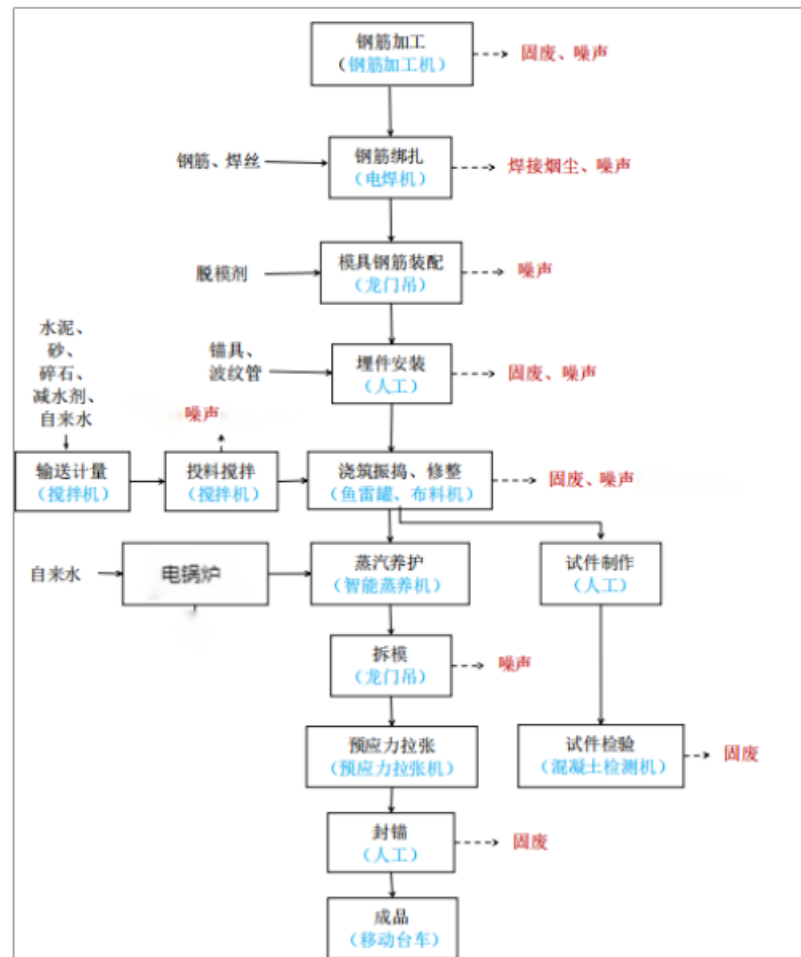 钢筋加工
（钢筋加工机）
固废、噪声
钢筋、焊丝
钢筋绑扎
（电焊机）
焊接烟尘、噪声
脱模剂
模具钢筋装配
（龙门吊）
噪声
水泥、
砂、
碎石、
减水剂、
自来水
锚具、
波纹管
埋件安装
（人工）
固废、噪声
噪声
输送计量
（搅拌机）
投料搅拌
（搅拌机）
浇筑振捣、修整
（鱼雷罐、布料机）
固废、噪声
自来水
电锅炉
蒸汽养护
（智能蒸养机）
试件制作
（人工）
拆模
（龙门吊）
噪声
预应力拉张
（预应力拉张机）
试件检验
（混凝土检测机）
固废
封锚
（人工）
固废
成品
（移动台车）